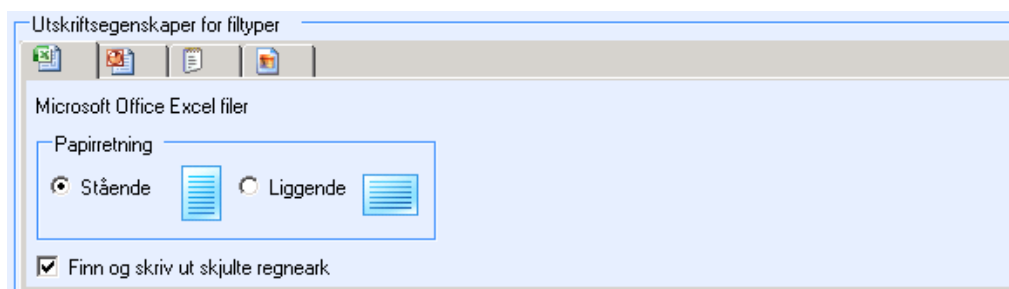 Utskriftsegenskaper for filtyper
Microsoft Office Excel filer
Papirretning
Stående Liggende
Finn og skriv ut skjulte regneark